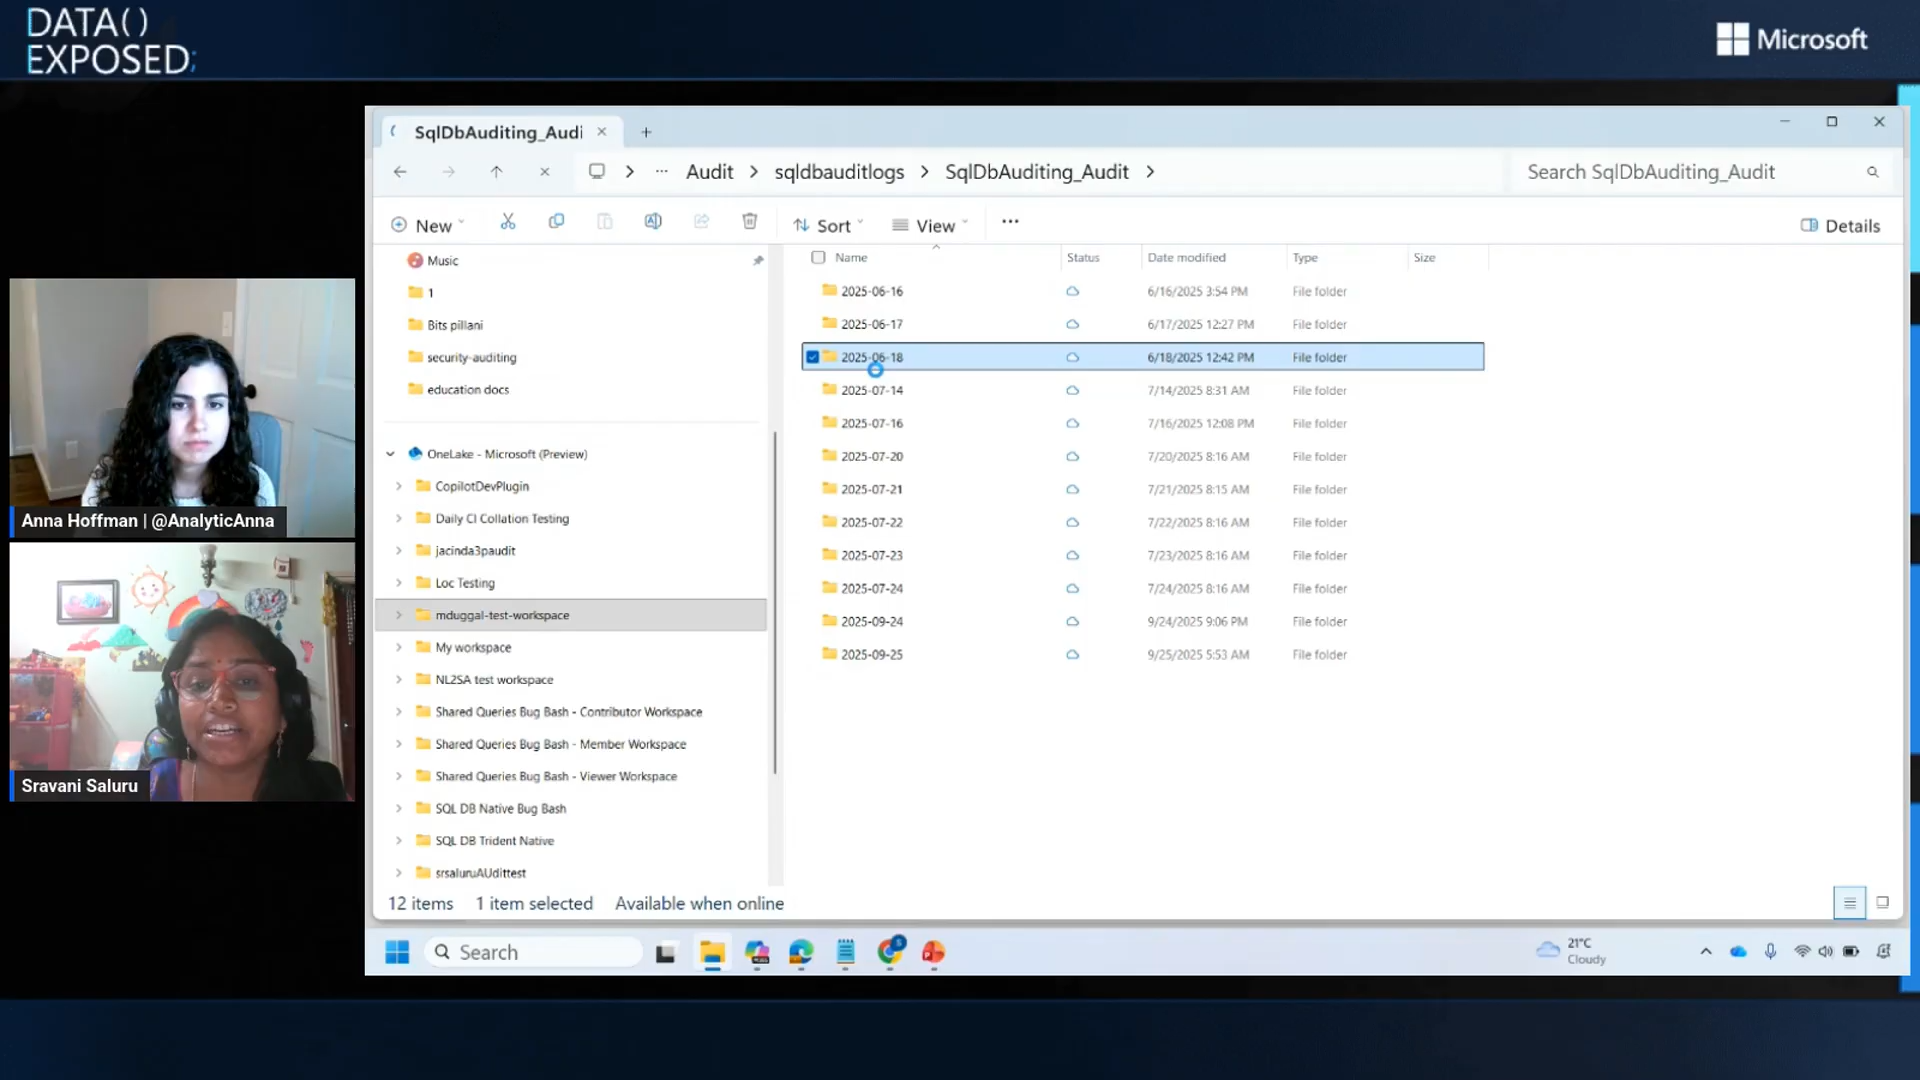 DATA()
EXPOSED;
Microsoft
SqlDbAuditing_Audi
Audit
sqldbauditlogs
SqlDbAuditing_Audit
Search SqlDbAuditing_Audit
New
Sort
View
Details
Music
1
Bits pillani
security-auditing
education docs
OneLake - Microsoft (Preview)
CopilotDevPlugin
Daily CI Collation Testing
jacinda3paudit
Loc Testing
mduggal-test-workspace
My workspace
NL2SA test workspace
Shared Queries Bug Bash - Contributor Workspace
Shared Queries Bug Bash - Member Workspace
Shared Queries Bug Bash - Viewer Workspace
SQL DB Native Bug Bash
SQL DB Trident Native
srsaluruAUdittest
Name Status Date modified Type Size
2025-06-16 6/16/2025 3:54 PM File folder
2025-06-17 6/17/2025 12:27 PM File folder
2025-06-18 6/18/2025 12:42 PM File folder
2025-07-14 7/14/2025 8:31 AM File folder
2025-07-16 7/16/2025 12:08 PM File folder
2025-07-20 7/20/2025 8:16 AM File folder
2025-07-21 7/21/2025 8:15 AM File folder
2025-07-22 7/22/2025 8:16 AM File folder
2025-07-23 7/23/2025 8:16 AM File folder
2025-07-24 7/24/2025 8:16 AM File folder
2025-09-24 9/24/2025 9:06 PM File folder
2025-09-25 9/25/2025 5:53 AM File folder
12 items 1 item selected Available when online
Search
21°C
Cloudy
Anna Hoffman | @AnalyticAnna
Sravani Saluru